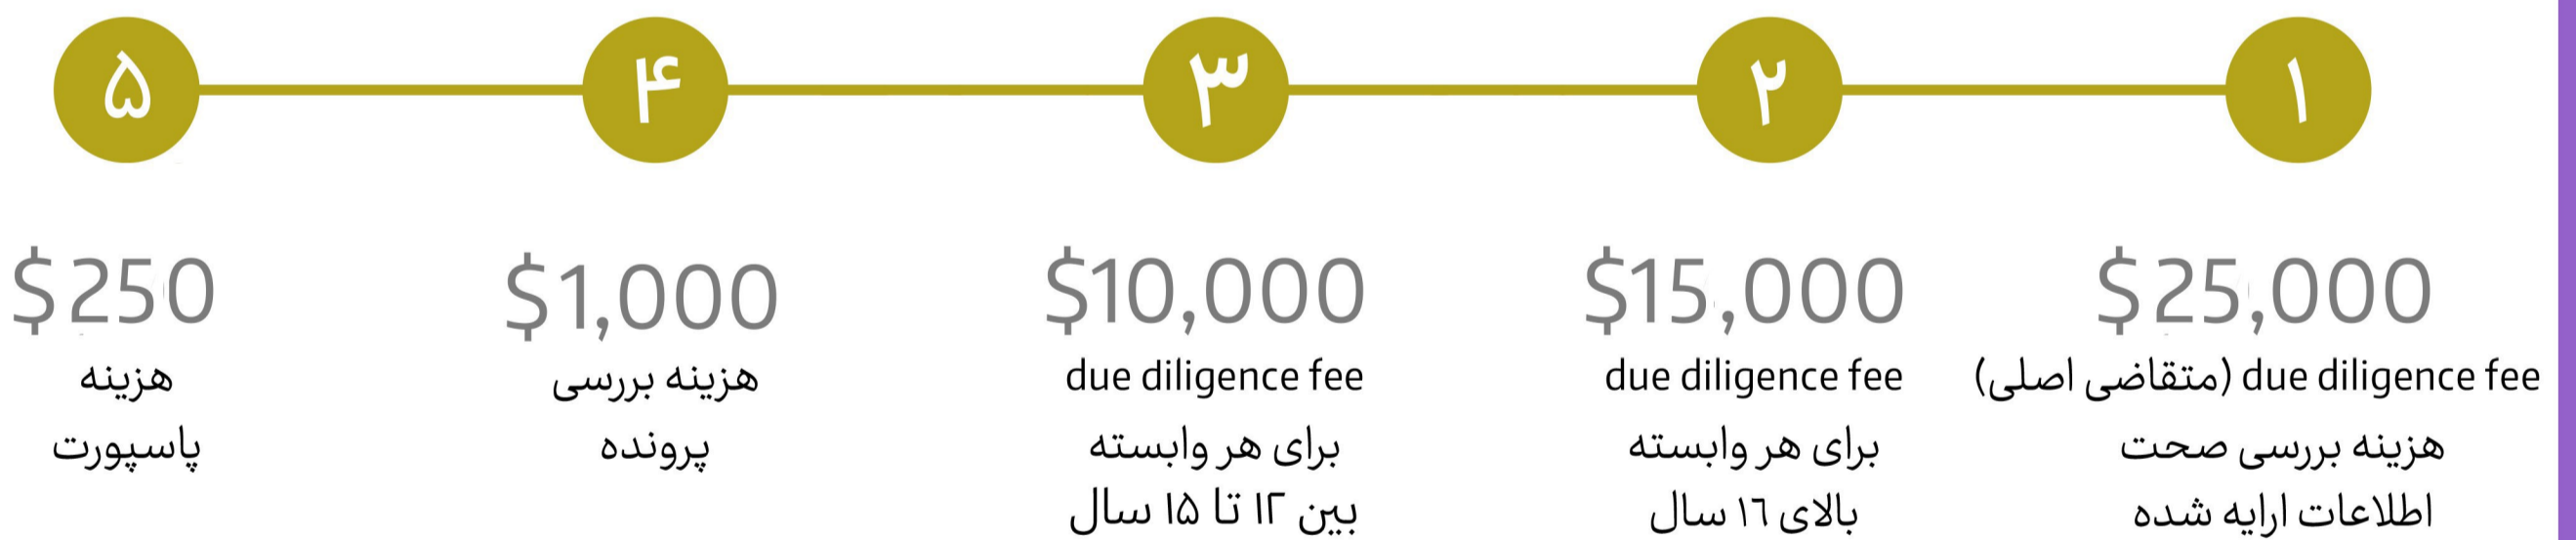 ۱
$25,000
due diligence fee (متقاضی اصلی)
هزینه بررسی صحت
اطلاعات ارایه شده
۲
$15,000
due diligence fee
برای هر وابسته
بالای ١٦ سال
۳
$10,000
due diligence fee
برای هر وابسته
بین ۱۲ تا ۱۵ سال
۴
$1,000
هزینه بررسی
پرونده
۵
$250
هزینه
پاسپورت